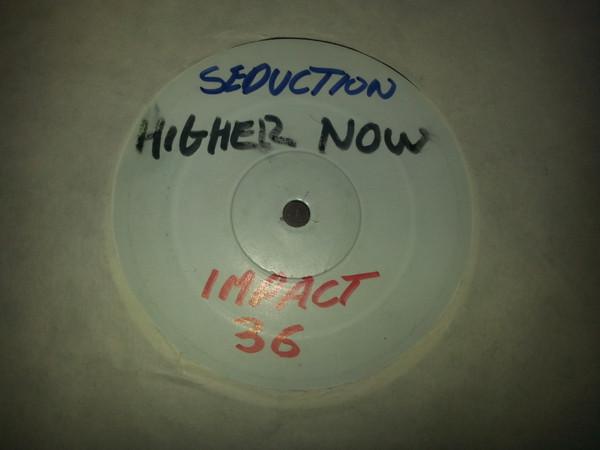 SEDUCTION
HIGHER NOW
IMPACT
36